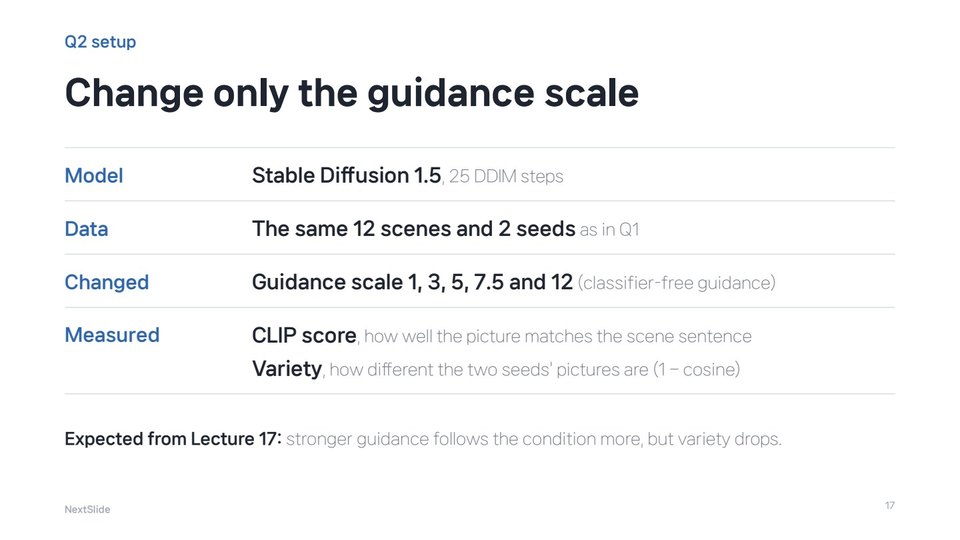 Q2 setup
Change only the guidance scale
Model
Stable Diffusion 1.5, 25 DDIM steps
Data
The same 12 scenes and 2 seeds as in Q1
Changed
Guidance scale 1, 3, 5, 7.5 and 12 (classifier-free guidance)
Measured
CLIP score, how well the picture matches the scene sentence
Variety, how different the two seeds' pictures are (1 – cosine)
Expected from Lecture 17: stronger guidance follows the condition more, but variety drops.
NextSlide
17